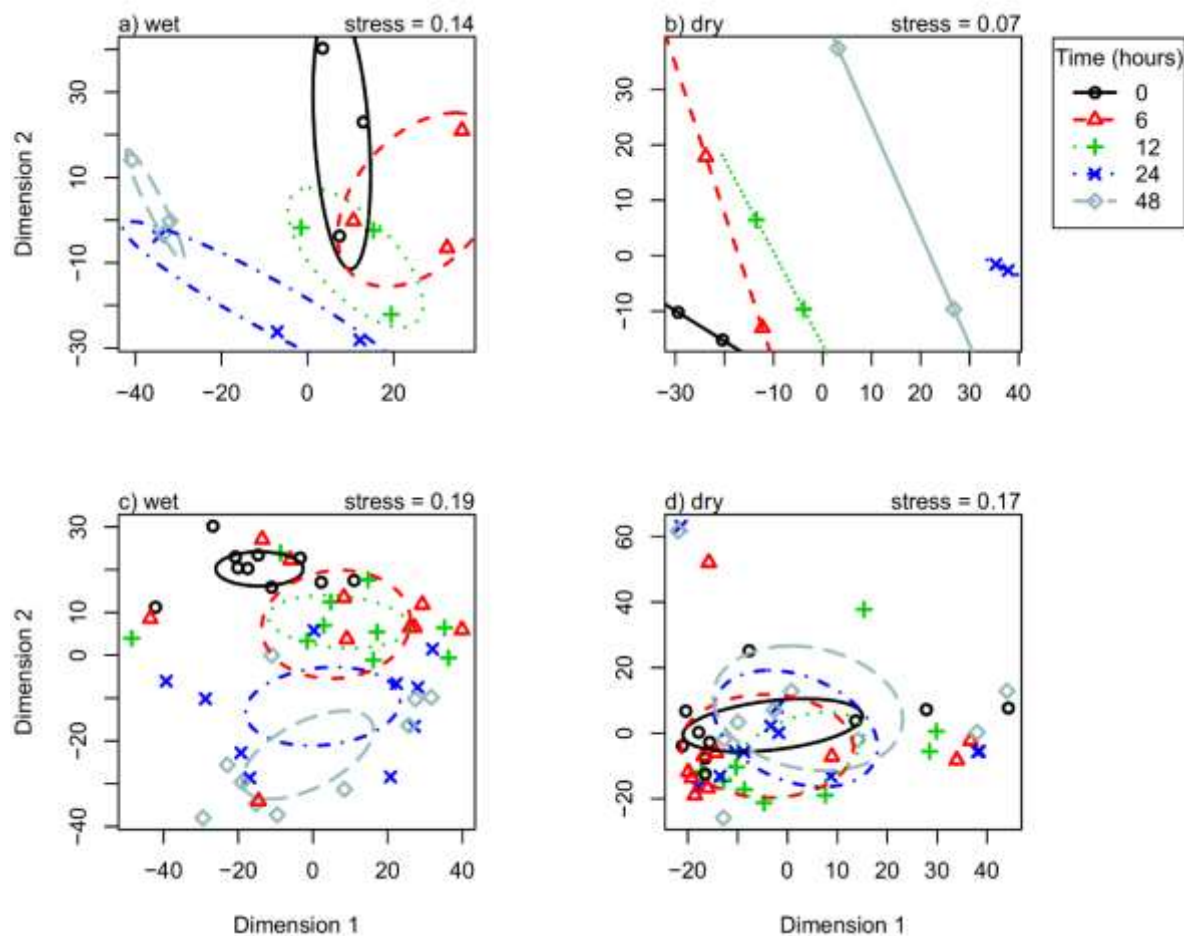 a) wet stress = 0.14
b) dry stress = 0.07
Time (hours)
0
6
12
24
48
Dimension 2
30
10
−10
−30
−40 −20 0 20
30
10
0
−10
−30 −20 −10 0 10 20 30 40
c) wet stress = 0.19
d) dry stress = 0.17
Dimension 2
30
20
10
0
−20
−40
−40 −20 0 20 40
60
40
20
0
−20
−20 0 10 20 30 40
Dimension 1
Dimension 1